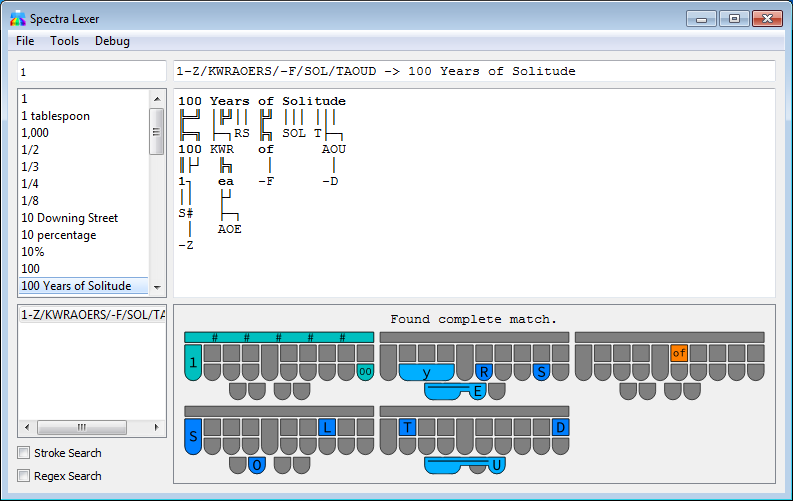 Spectra Lexer
File Tools Debug
1
1-Z/KWRAOERS/-F/SOL/TAOUD -> 100 Years of Solitude
1
1 tablespoon
1,000
1/2
1/3
1/4
1/8
10 Downing Street
10 percentage
10%
100
100 Years of Solitude
100 Years of Solitude
RS SOL T
100 KWR of AOU
1 ea -F -D
S#
AOE
-Z
1-Z/KWRAOERS/-F/SOL/TA
Stroke Search
Regex Search
Found complete match.
# # # # #
1 00
y R S
E
of
S L
O
T D
U